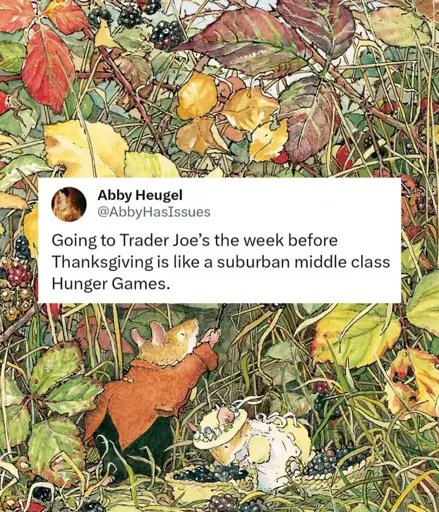 Abby Heugel
@AbbyHasIssues
Going to Trader Joe's the week before
Thanksgiving is like a suburban middle class
Hunger Games.